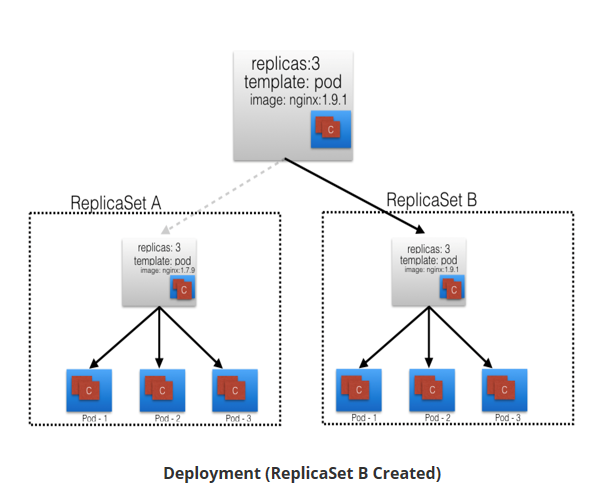 replicas:3
template: pod
image: nginx:1.9.1
C
ReplicaSet A
ReplicaSet B
replicas: 3
template: pod
image: nginx:1.7.9
C
replicas: 3
template: pod
image: nginx:1.9.1
C
C
C
C
C
C
C
Pod - 1
Pod - 2
Pod - 3
Pod - 1
Pod - 2
Pod - 3
Deployment (ReplicaSet B Created)